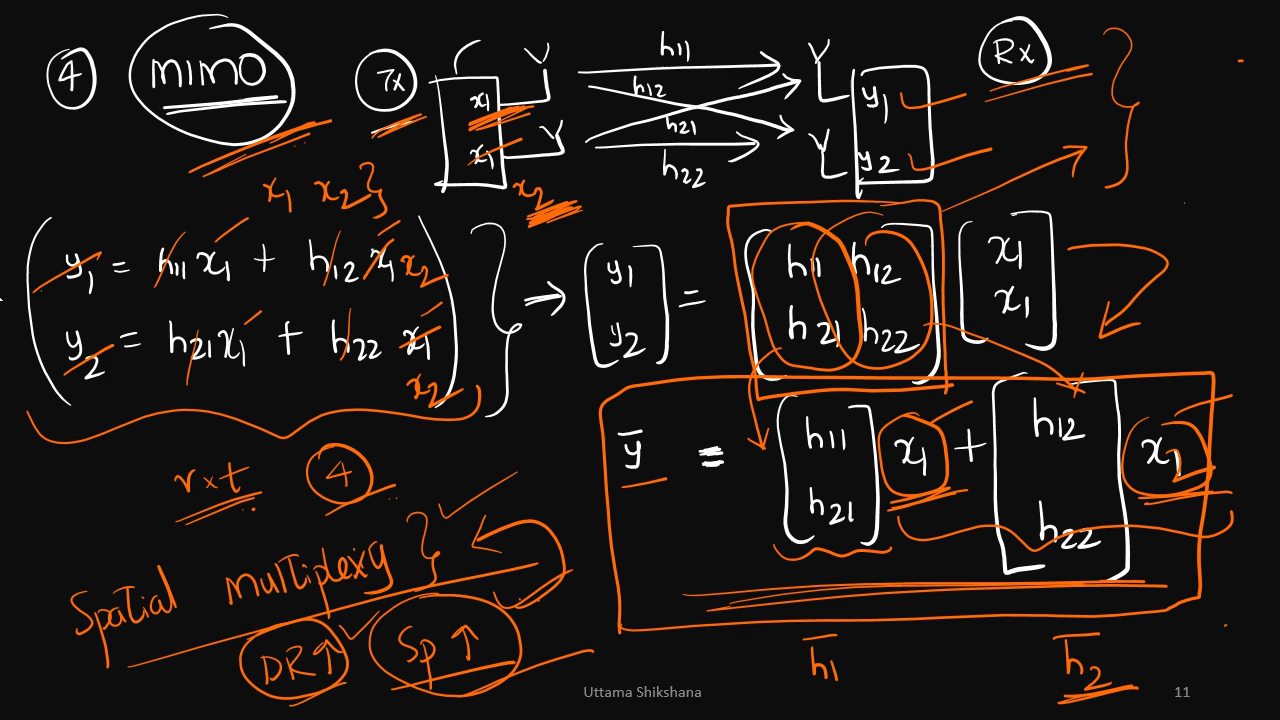 4 MIMO Tx x1 x1 x2 h11 h12 h21 h22 y1 y2 Rx
x1 x2 }
y1 = h11 x1 + h12 x1 x2
y2 = h21 x1 + h22 x1 x2
⇒ [ y1 y2 ] = [ h11 h12 h21 h22 ] [ x1 x1 ]
ȳ = [ h11 h21 ] x1 + [ h12 h22 ] x2
r x t 4
Spatial multiplexy }
DR↑ Sp↑
h̄1 h̄2
Uttama Shikshana 11